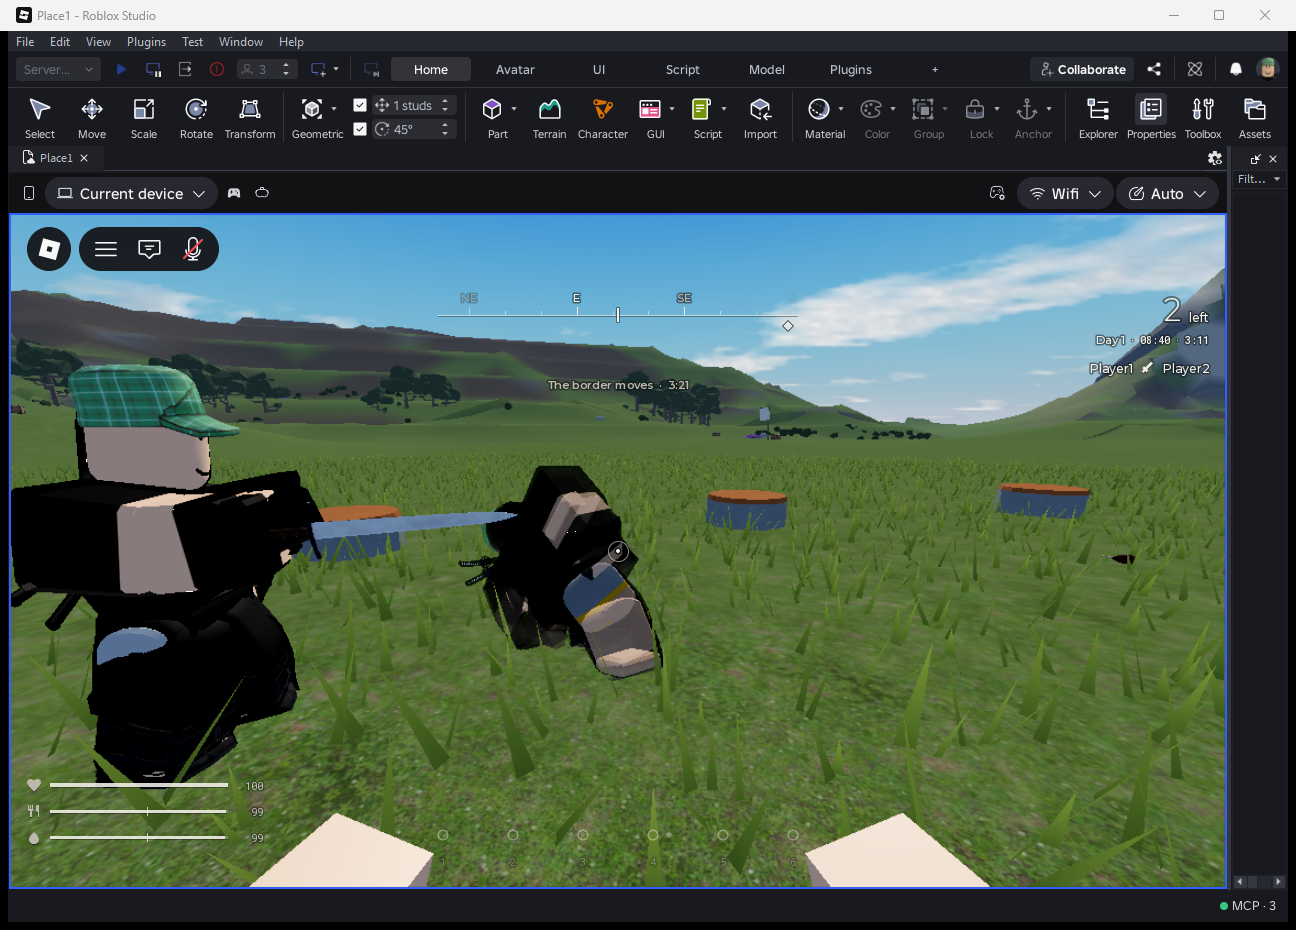 Place1 - Roblox Studio
File Edit View Plugins Test Window Help
Server... 3 Home Avatar UI Script Model Plugins + Collaborate
1 studs
45°
Select Move Scale Rotate Transform Geometric Part Terrain Character GUI Script Import Material Color Group Lock Anchor Explorer Properties Toolbox Assets
Place1
Filt...
Current device Wifi Auto
NE E SE
2 left
Day1 · 08:40 · 3:11
Player1 Player2
The border moves · 3:21
100
99
99
1 2 3 4 5 6
MCP · 3